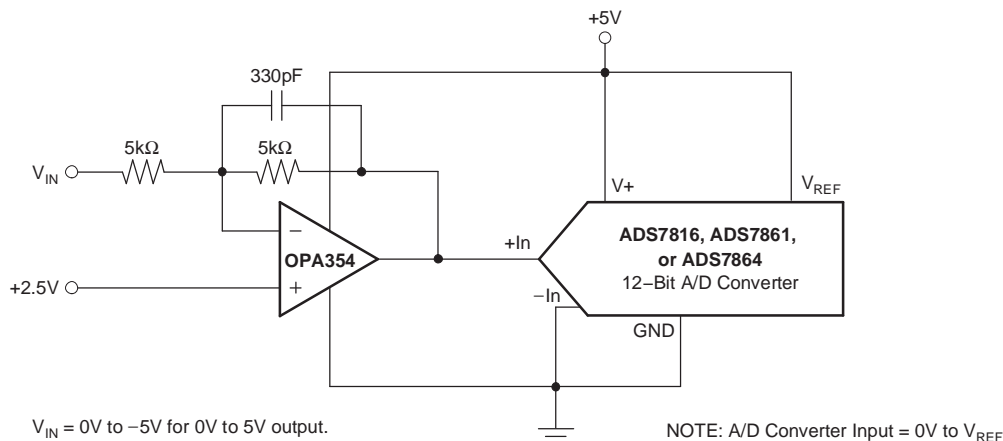 +5V
330pF
5kΩ
5kΩ
V_IN
V+
V_REF
−
OPA354
+
+In
ADS7816, ADS7861,
or ADS7864
12−Bit A/D Converter
+2.5V
−In
GND
V_IN = 0V to −5V for 0V to 5V output.
NOTE: A/D Converter Input = 0V to V_REF